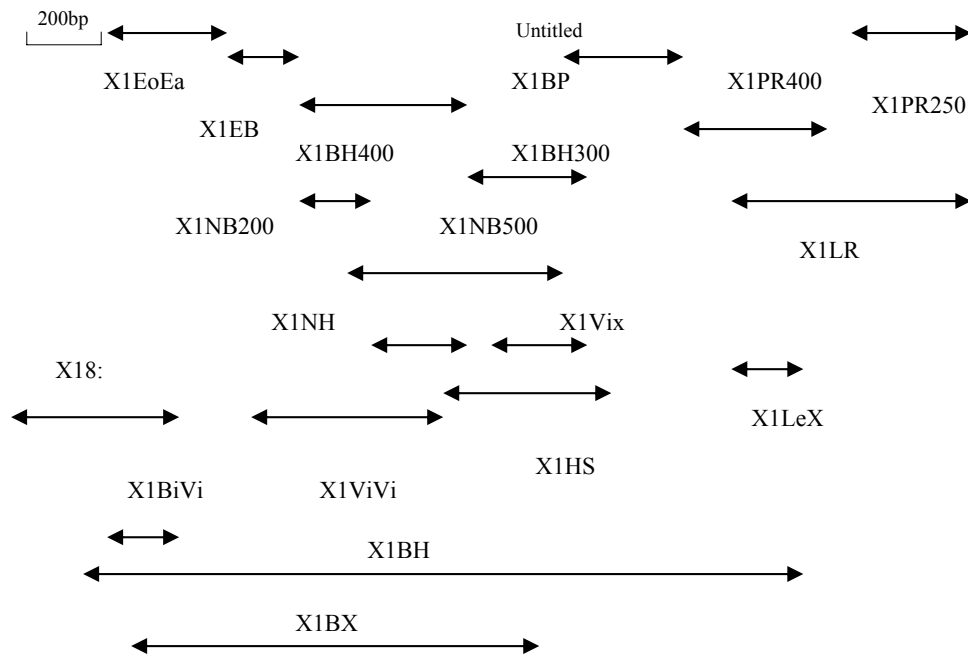 200bp
Untitled
X1EoEa
X1BP
X1PR400
X1PR250
X1EB
X1BH400
X1BH300
X1NB200
X1NB500
X1LR
X1NH
X1Vix
X18:
X1LeX
X1HS
X1BiVi
X1ViVi
X1BH
X1BX